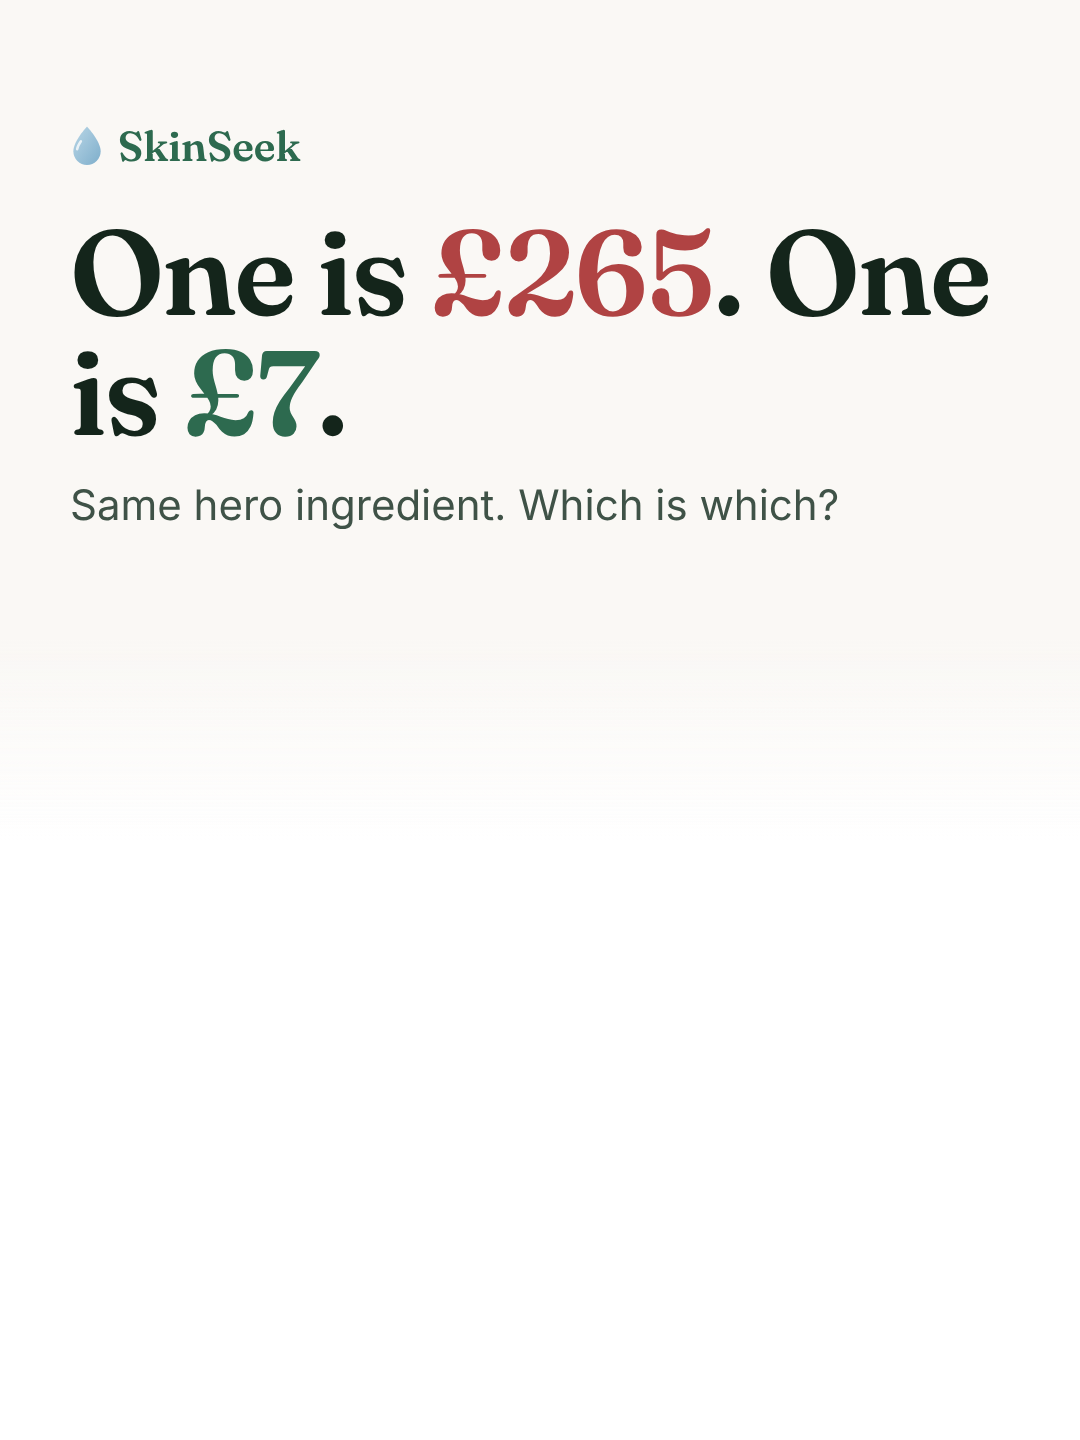 SkinSeek
One is £265. One
is £7.
Same hero ingredient. Which is which?